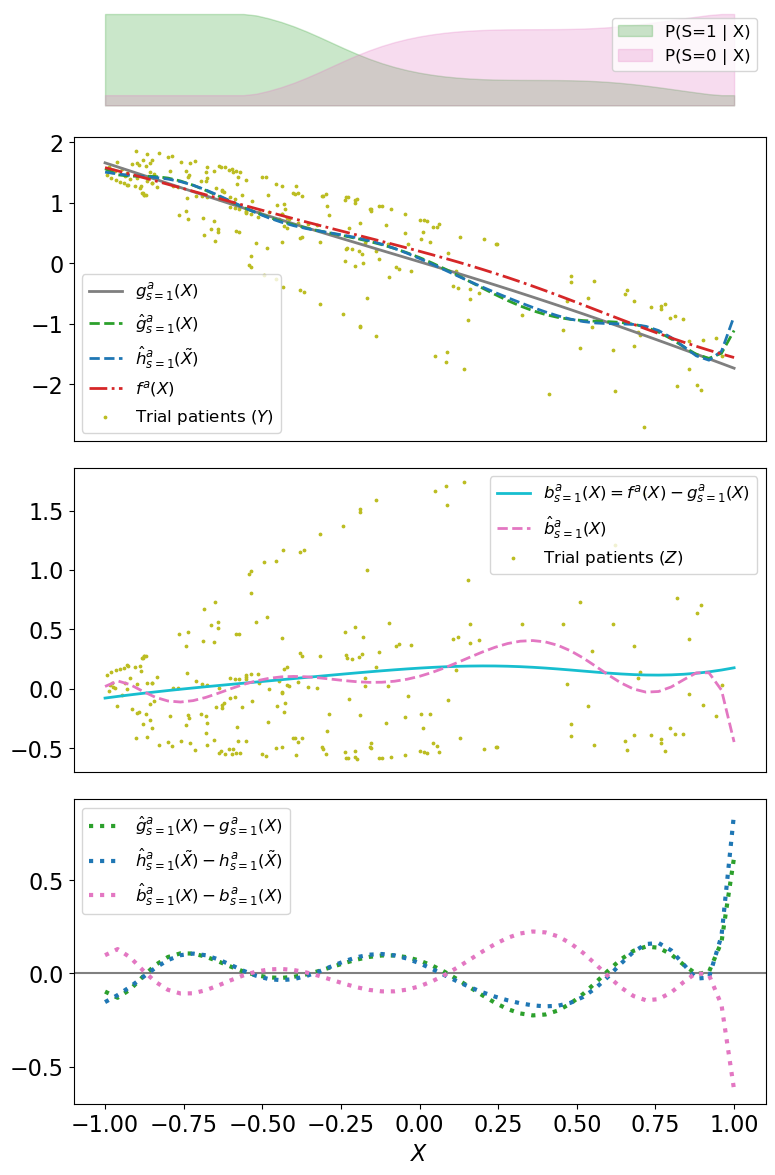 P(S=1 | X)
P(S=0 | X)
2
1
0
−1
−2
$g^a_{s=1}(X)$
$\hat{g}^a_{s=1}(X)$
$\hat{h}^a_{s=1}(\tilde{X})$
$f^a(X)$
Trial patients ($Y$)
1.5
1.0
0.5
0.0
−0.5
$b^a_{s=1}(X) = f^a(X) - g^a_{s=1}(X)$
$\hat{b}^a_{s=1}(X)$
Trial patients ($Z$)
$\hat{g}^a_{s=1}(X) - g^a_{s=1}(X)$
$\hat{h}^a_{s=1}(\tilde{X}) - h^a_{s=1}(\tilde{X})$
$\hat{b}^a_{s=1}(X) - b^a_{s=1}(X)$
0.5
0.0
−0.5
−1.00 −0.75 −0.50 −0.25 0.00 0.25 0.50 0.75 1.00
$X$